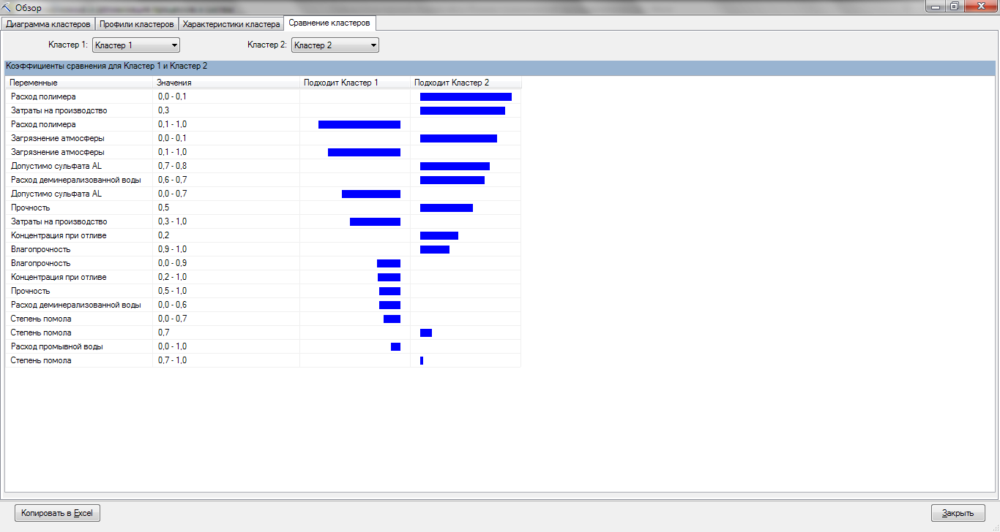 Обзор
Диаграмма кластеров Профили кластеров Характеристики кластера Сравнение кластеров
Кластер 1: Кластер 1 Кластер 2: Кластер 2
Коэффициенты сравнения для Кластер 1 и Кластер 2
Переменные Значения Подходит Кластер 1 Подходит Кластер 2
Расход полимера 0,0 - 0,1
Затраты на производство 0,3
Расход полимера 0,1 - 1,0
Загрязнение атмосферы 0,0 - 0,1
Загрязнение атмосферы 0,1 - 1,0
Допустимо сульфата AL 0,7 - 0,8
Расход деминерализованной воды 0,6 - 0,7
Допустимо сульфата AL 0,0 - 0,7
Прочность 0,5
Затраты на производство 0,3 - 1,0
Концентрация при отливе 0,2
Влагопрочность 0,9 - 1,0
Влагопрочность 0,0 - 0,9
Концентрация при отливе 0,2 - 1,0
Прочность 0,5 - 1,0
Расход деминерализованной воды 0,0 - 0,6
Степень помола 0,0 - 0,7
Степень помола 0,7
Расход промывной воды 0,0 - 1,0
Степень помола 0,7 - 1,0
Копировать в Excel Закрыть